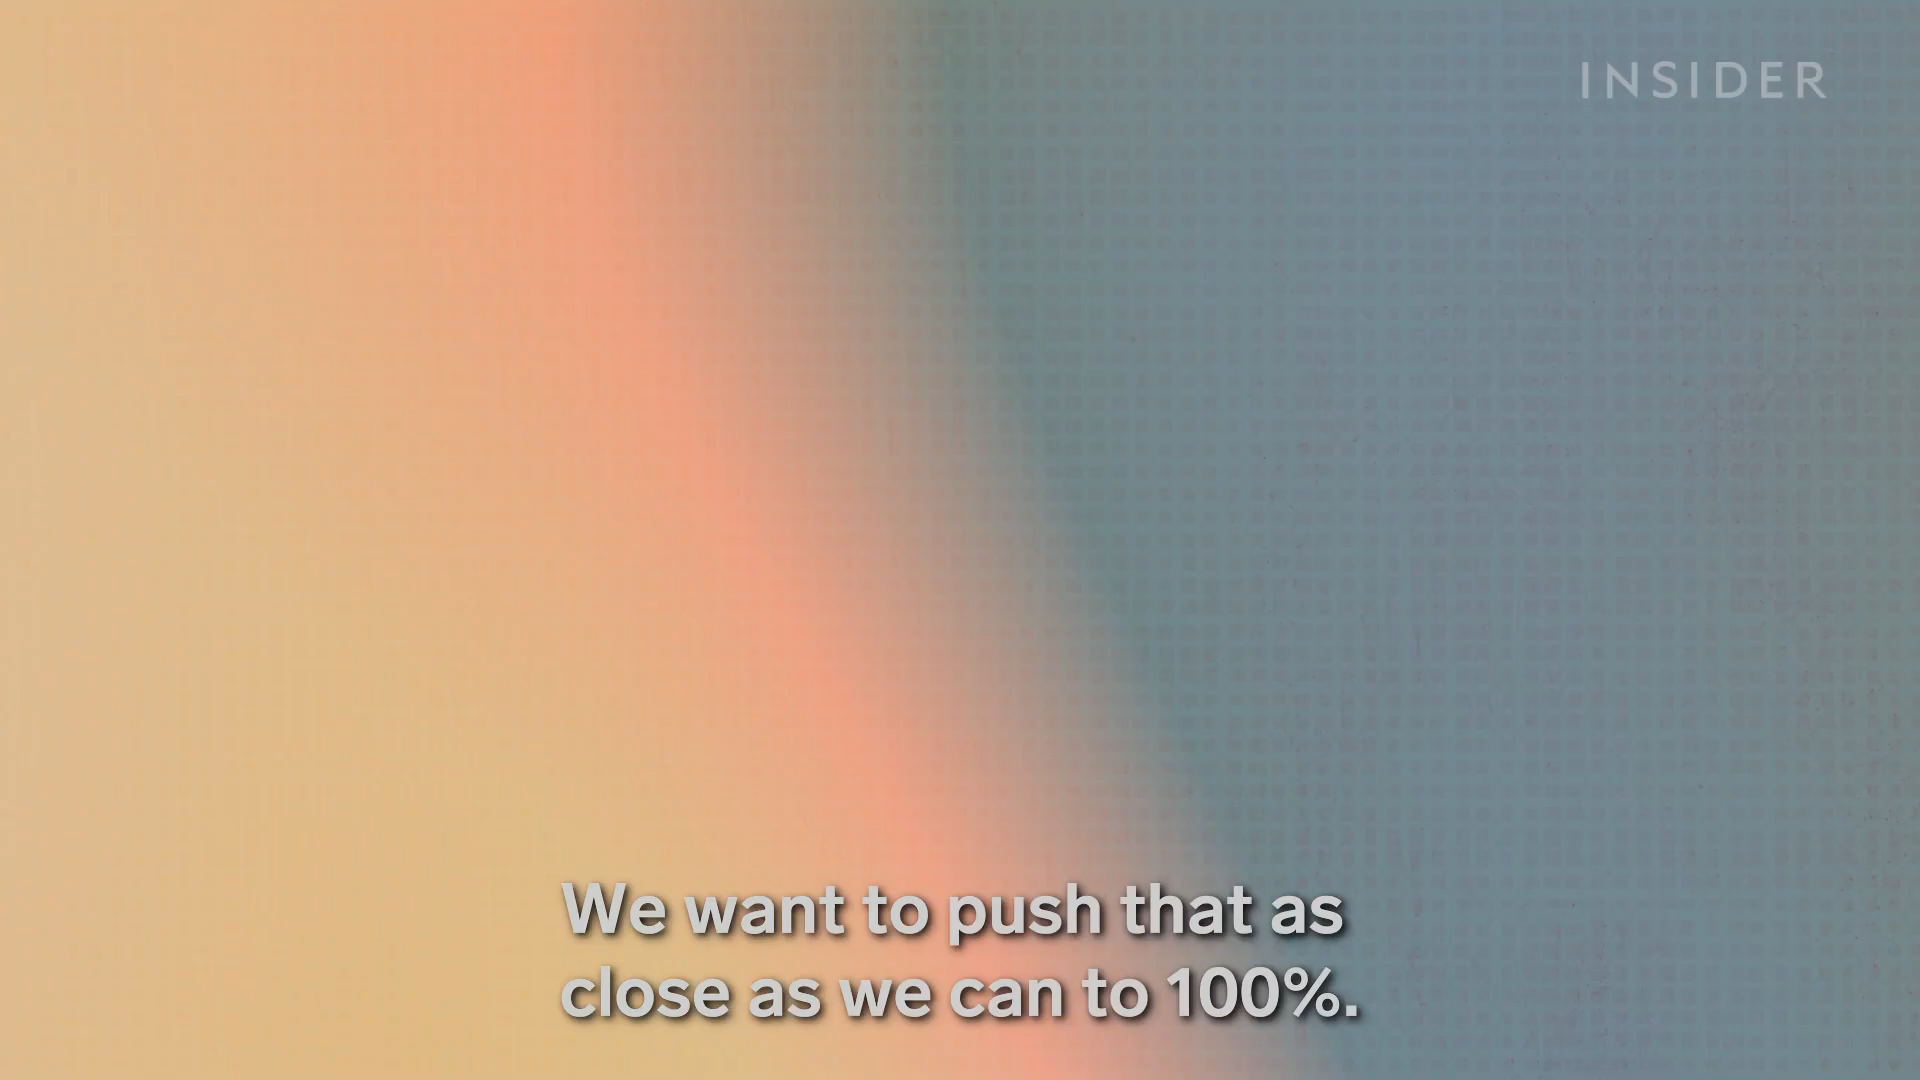 INSIDER
We want to push that as
close as we can to 100%.